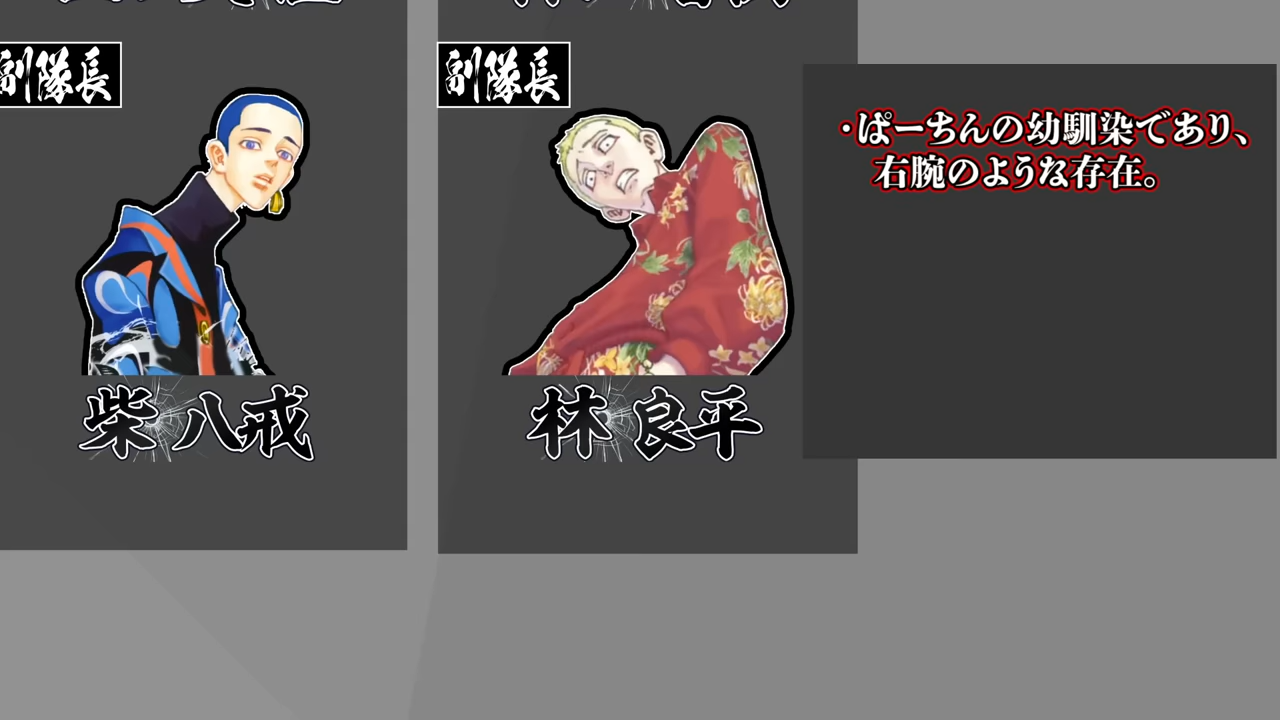 副隊長
柴 八戒
副隊長
林 良平
・ぱーちんの幼馴染であり、
右腕のような存在。